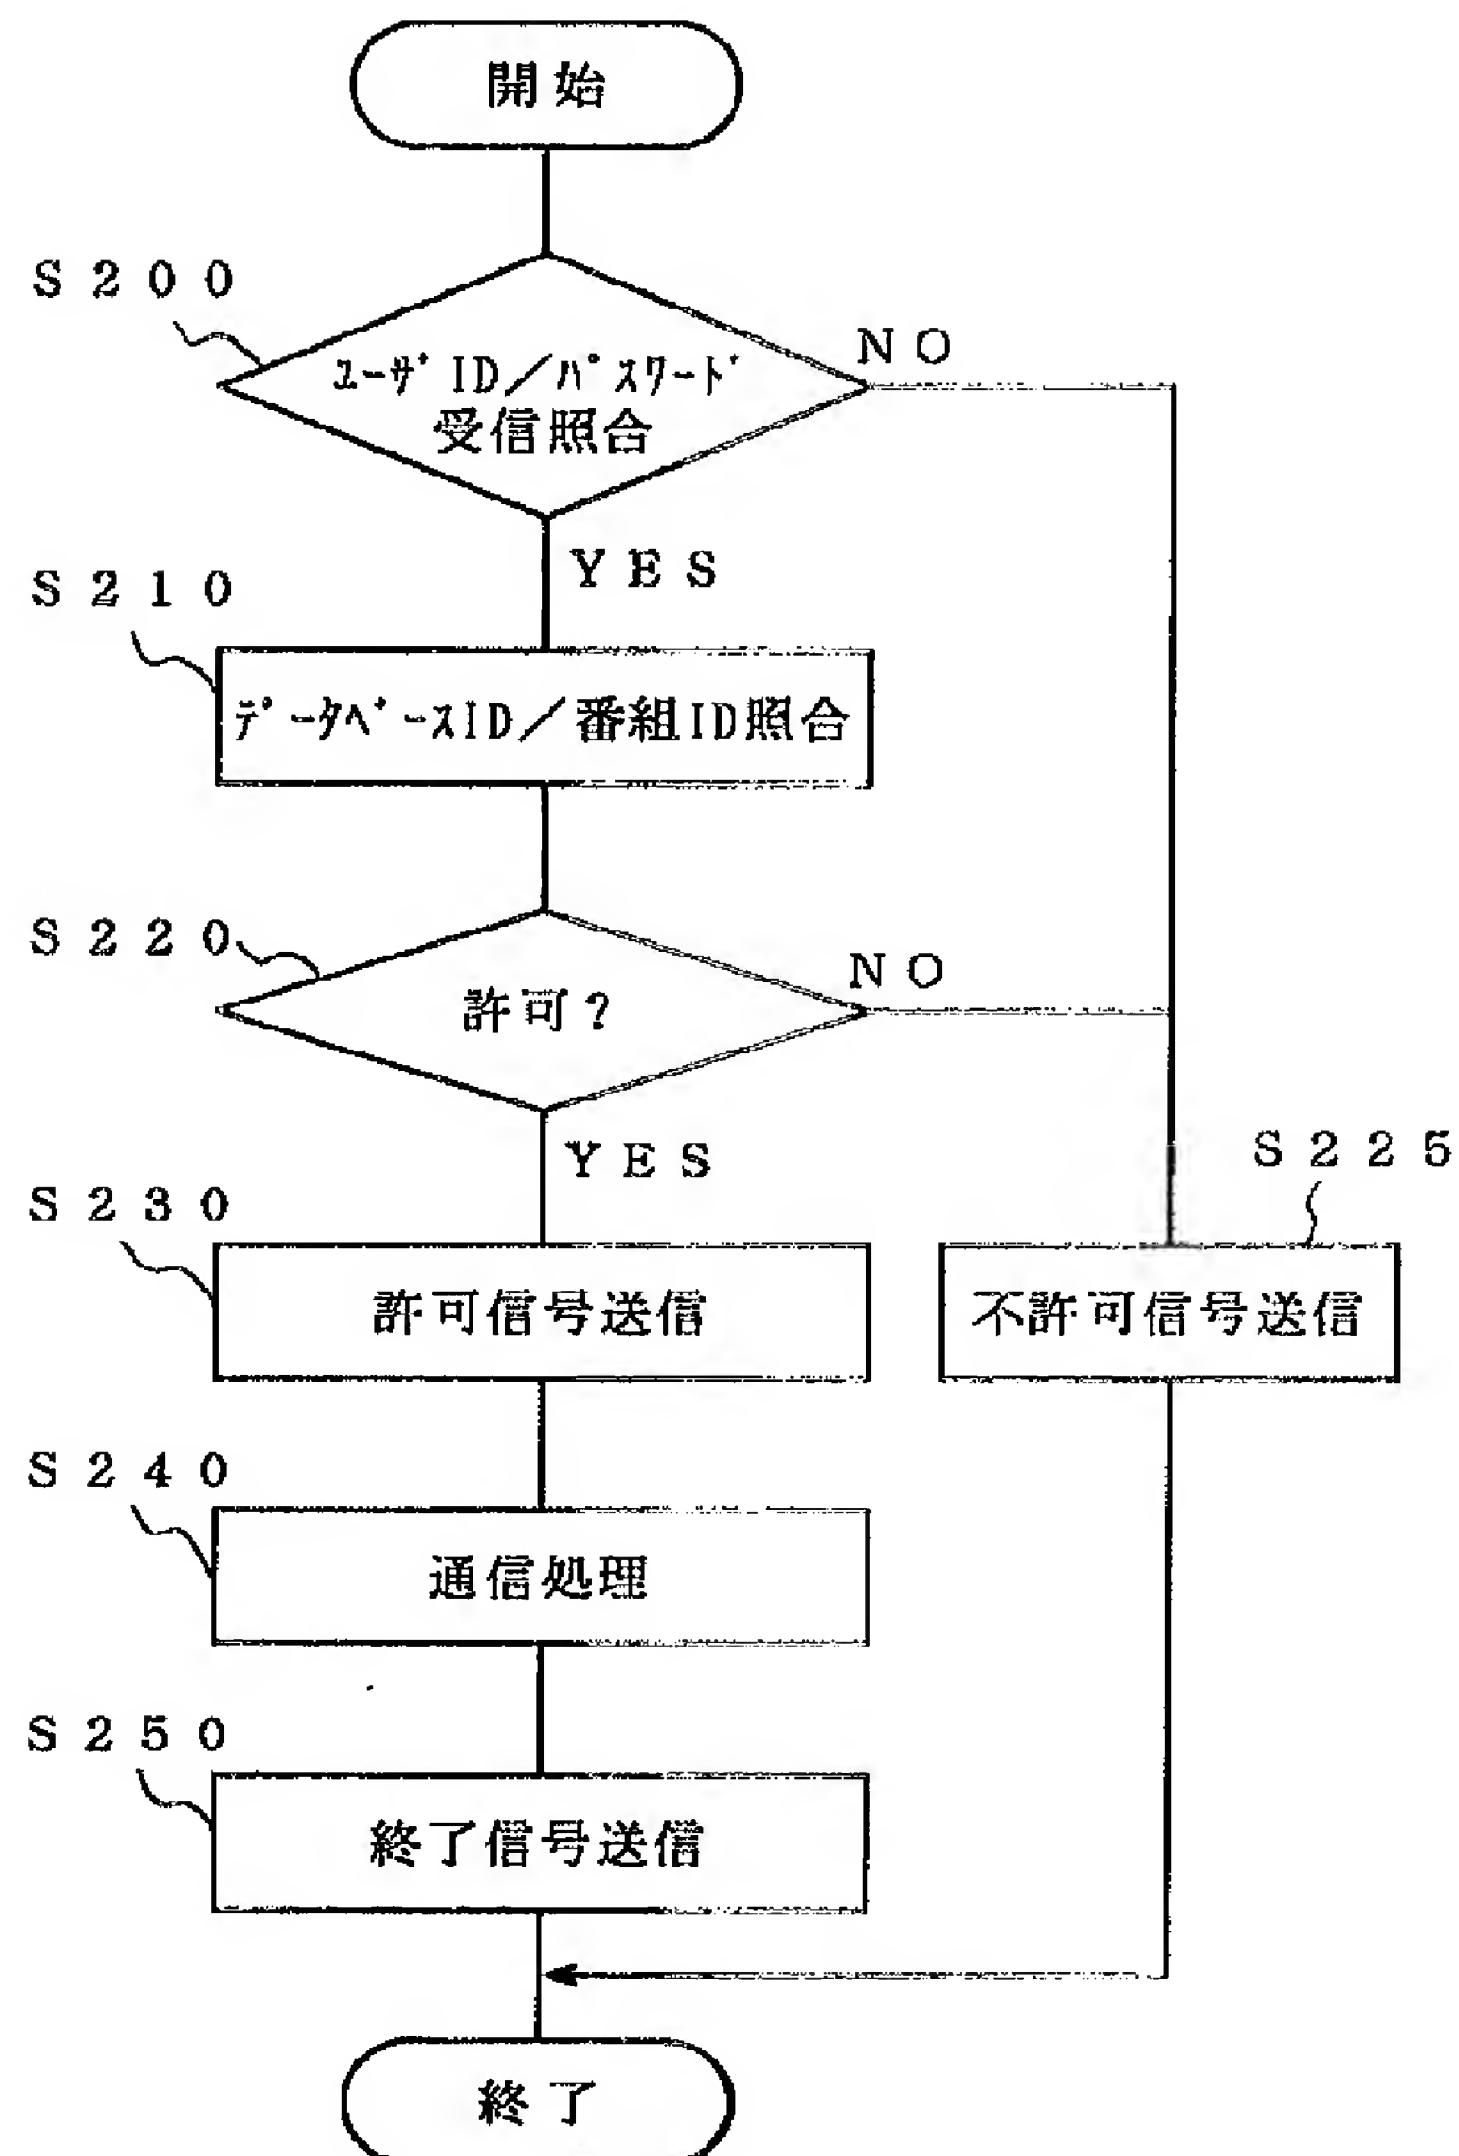 開始
S200
NO
ﾕｰｻﾞID／ﾊﾟｽﾜｰﾄﾞ
受信照合
YES
S210
ﾃﾞｰﾀﾍﾞｰｽID／番組ID照合
S220
NO
許可？
YES
S225
S230
許可信号送信
不許可信号送信
S240
通信処理
S250
終了信号送信
終了